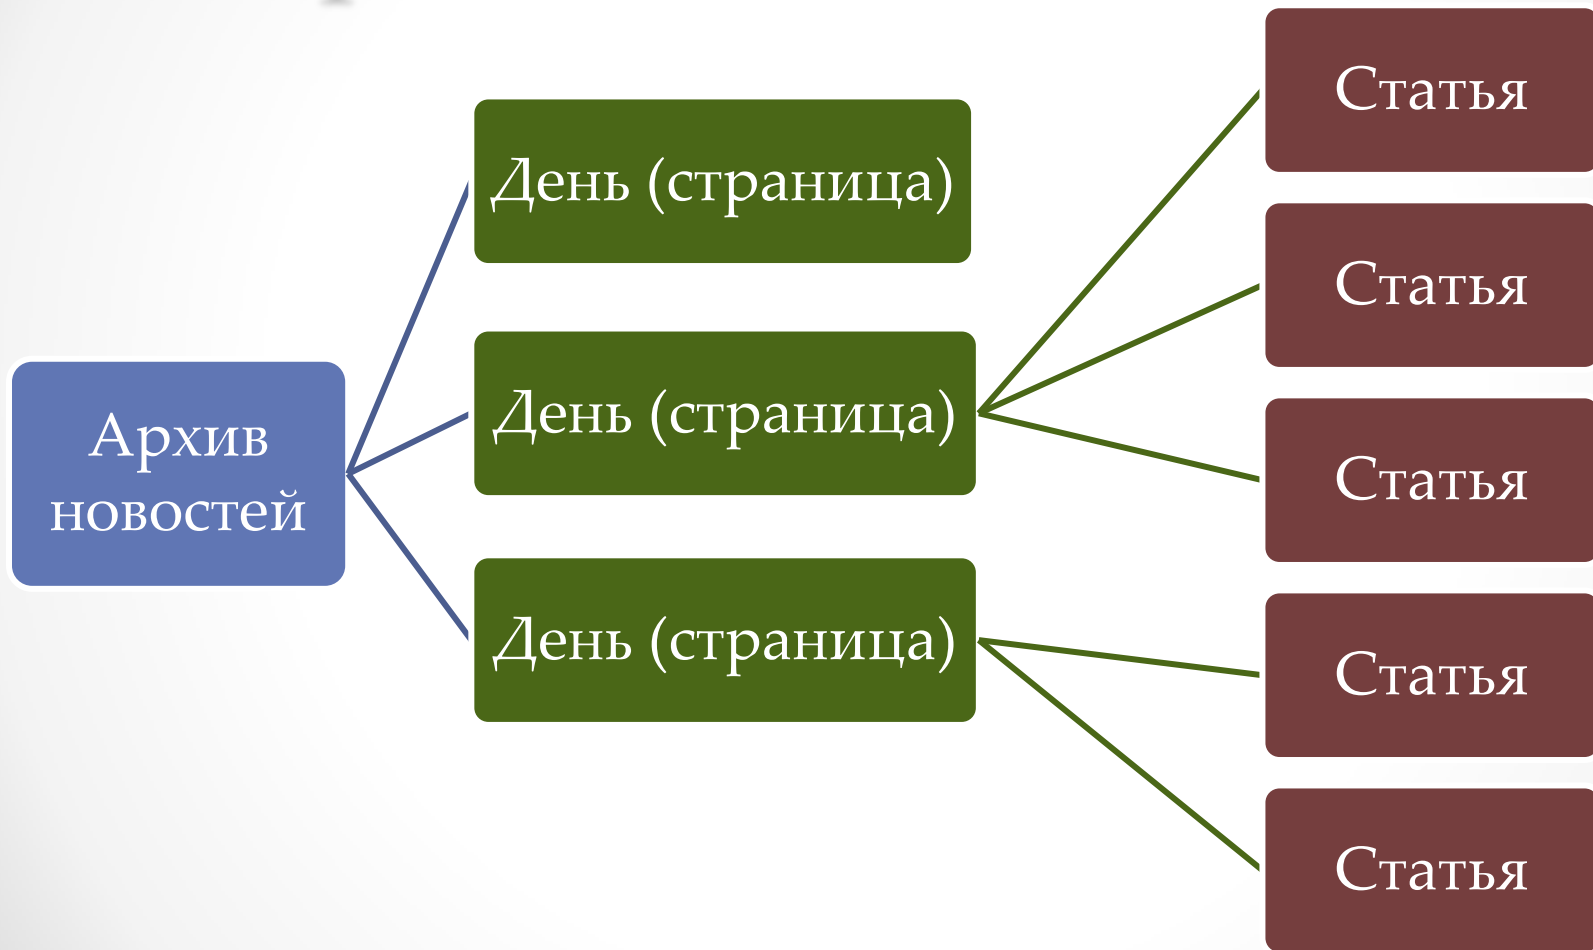 Архив
новостей
День (страница)
День (страница)
День (страница)
Статья
Статья
Статья
Статья
Статья